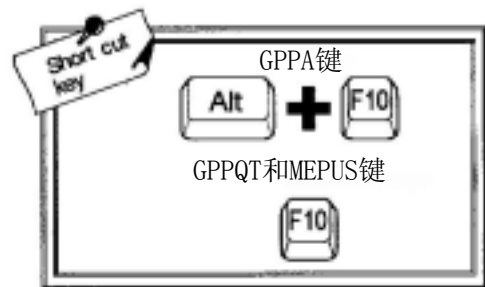 Short cut
key
GPPA键
Alt + F10
GPPQT和MEPUS键
F10